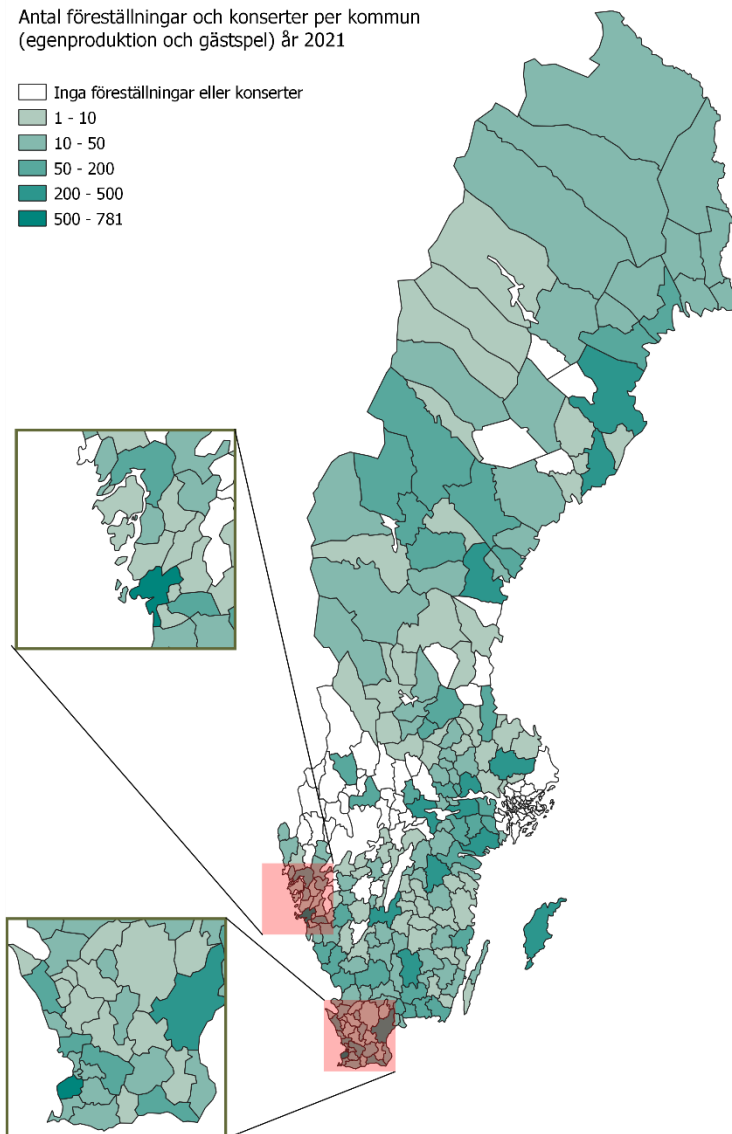 Antal föreställningar och konserter per kommun
(egenproduktion och gästspel) år 2021
Inga föreställningar eller konserter
1 - 10
10 - 50
50 - 200
200 - 500
500 - 781